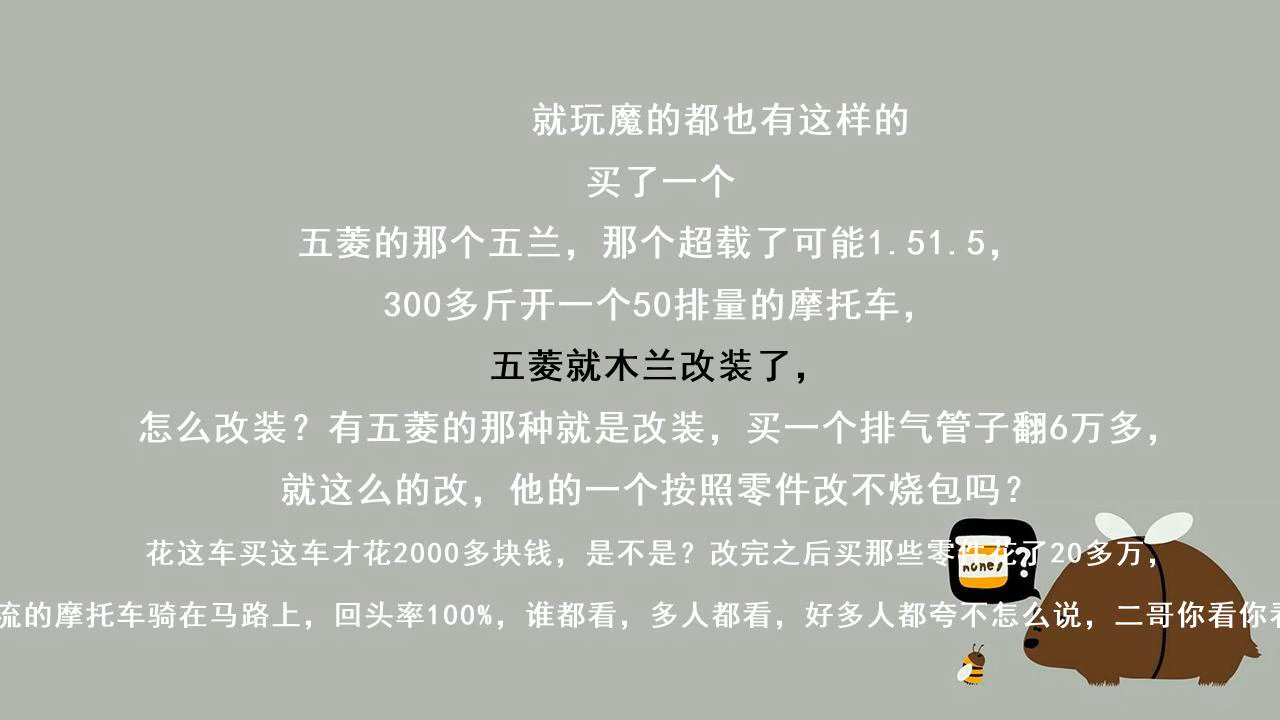 就玩魔的都也有这样的
买了一个
五菱的那个五兰，那个超载了可能1.51.5，
300多斤开一个50排量的摩托车，
五菱就木兰改装了，
怎么改装？有五菱的那种就是改装，买一个排气管子翻6万多，
就这么的改，他的一个按照零件改不烧包吗？
花这车买这车才花2000多块钱，是不是？改完之后买那些零件花了20多万，
流的摩托车骑在马路上，回头率100%，谁都看，多人都看，好多人都夸不怎么说，二哥你看你看
hone
?